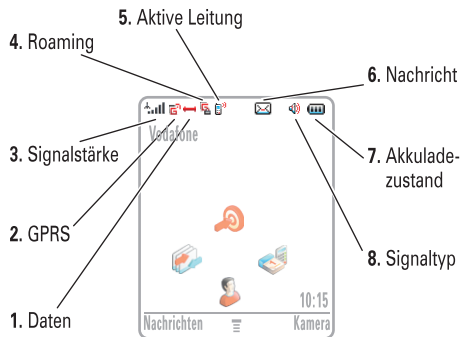 5. Aktive Leitung
4. Roaming
6. Nachricht
Vodafone
3. Signalstärke
7. Akkulade-
zustand
2. GPRS
8. Signaltyp
1. Daten
10:15
Nachrichten
Kamera